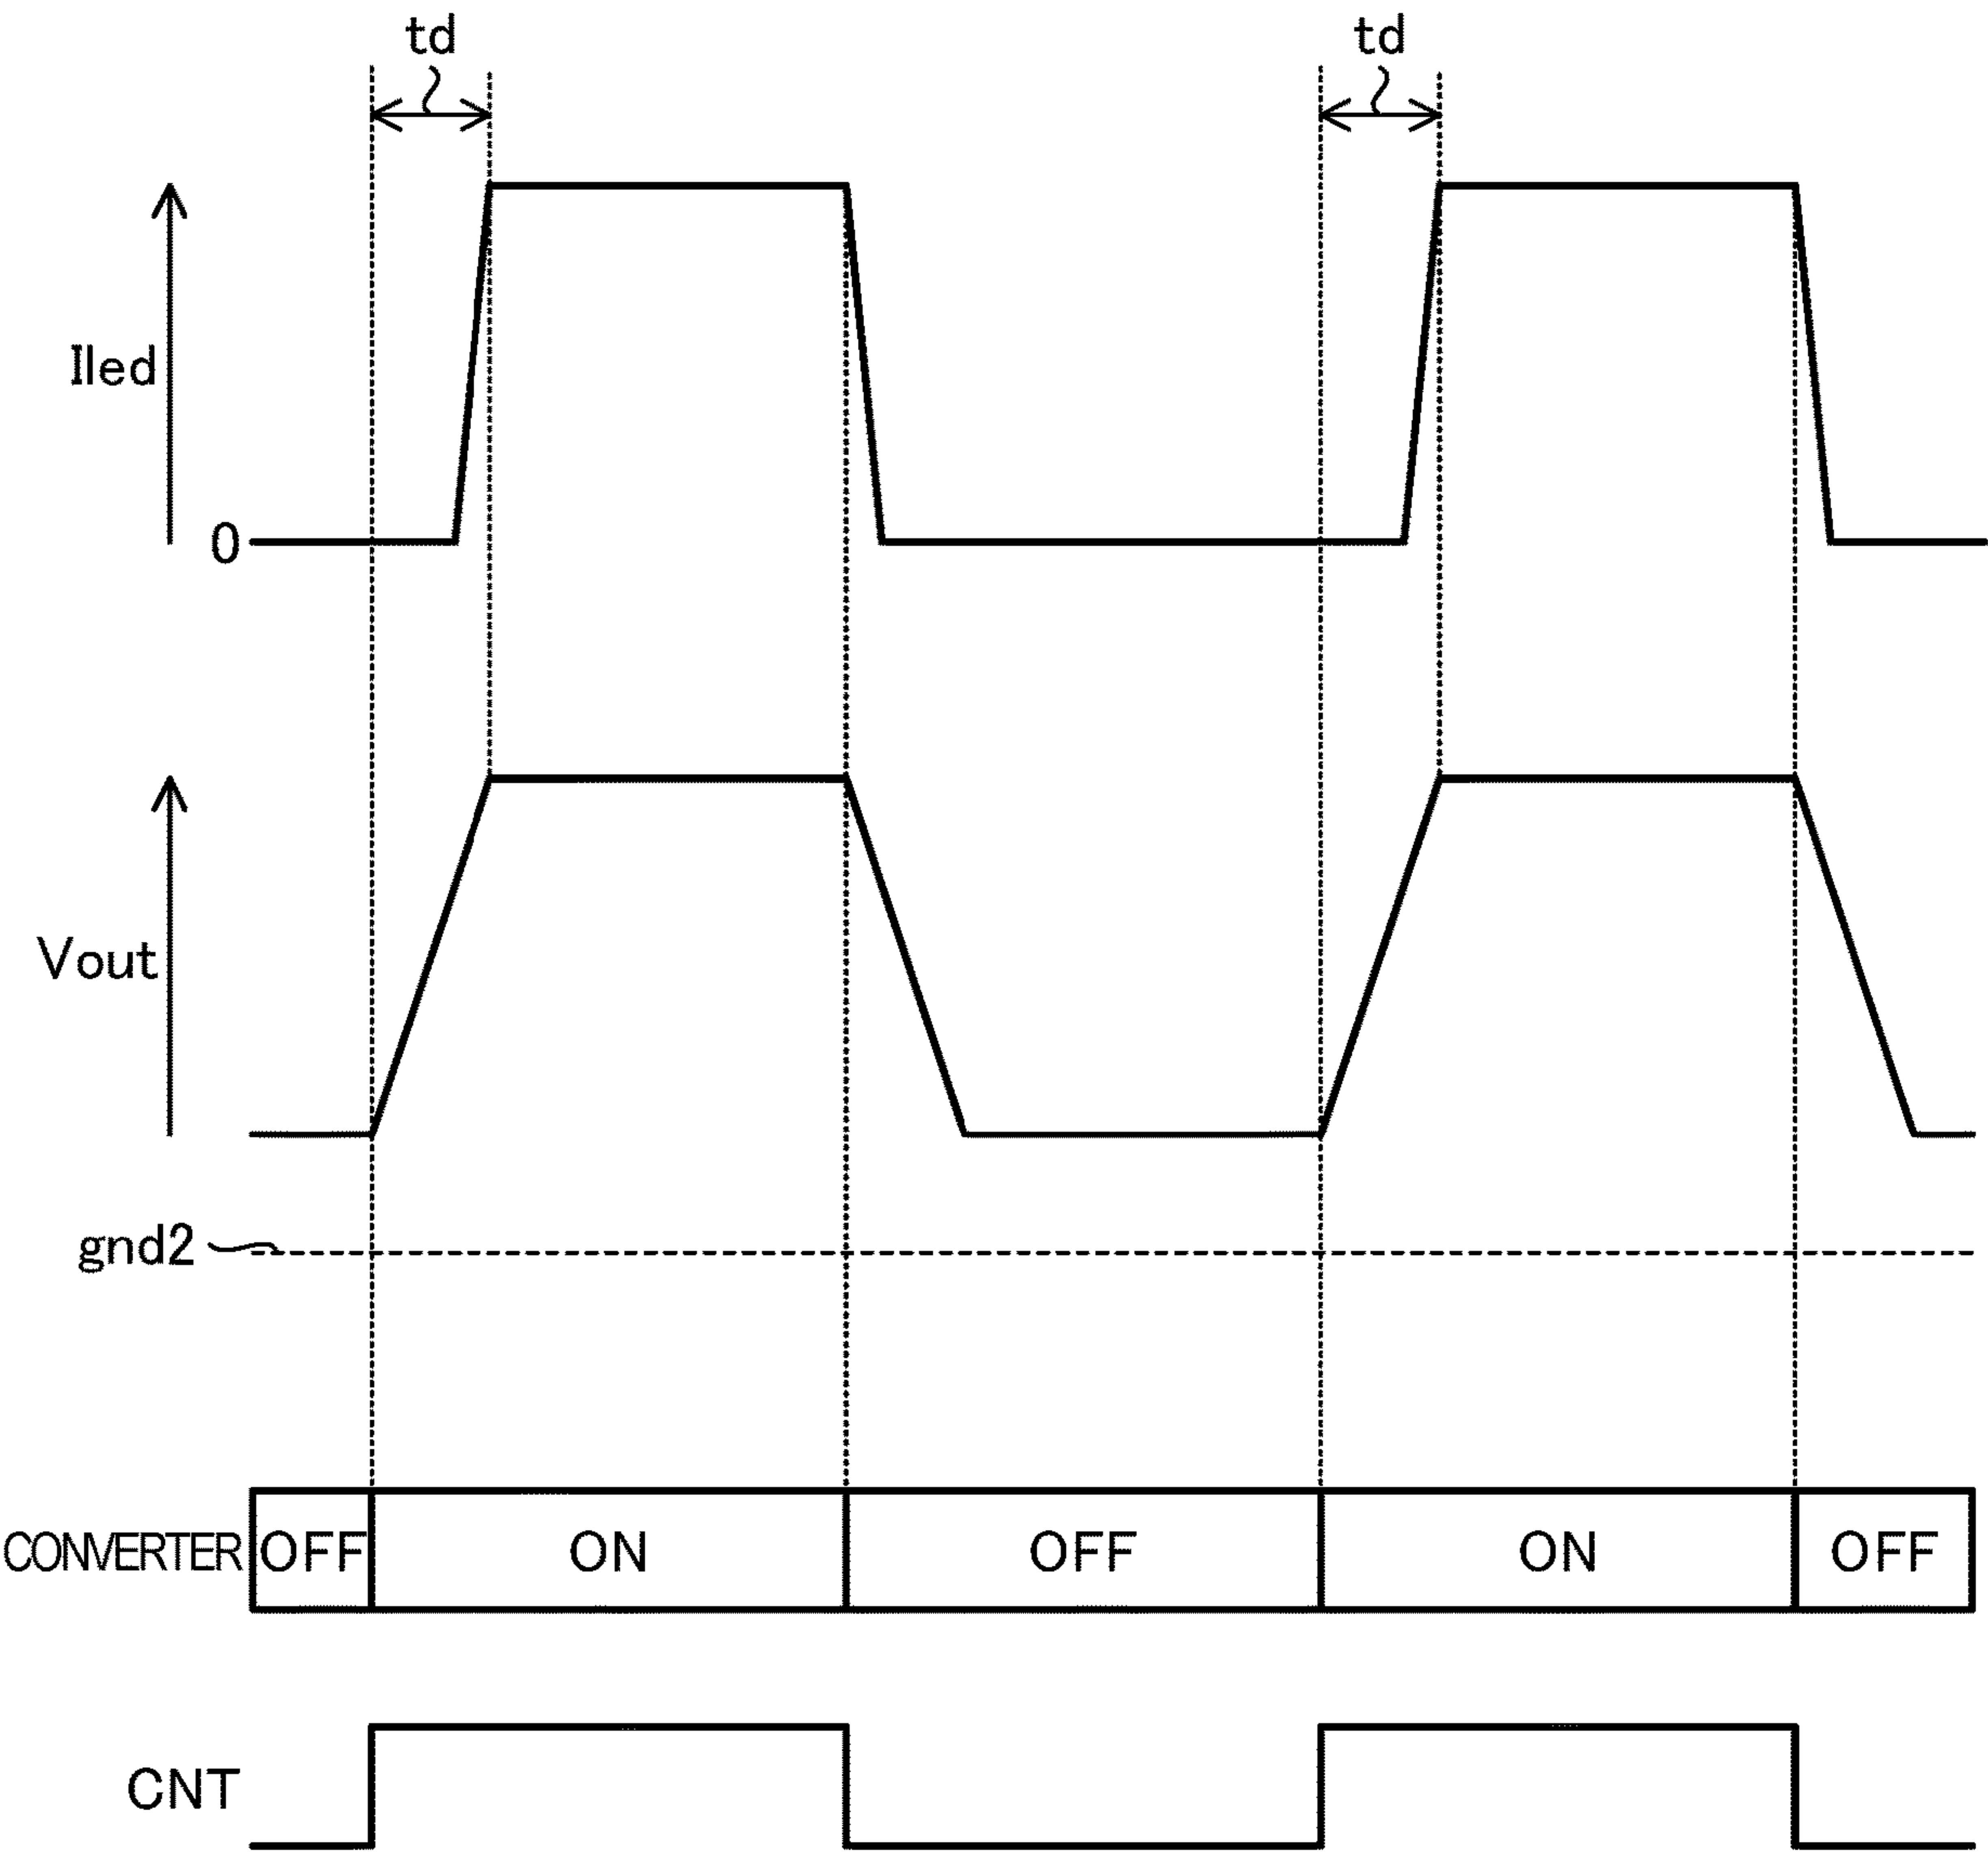 td td
Iled
0
Vout
gnd2
CONVERTER OFF ON OFF ON OFF
CNT